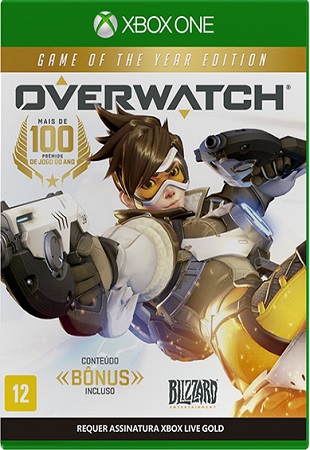 XBOX ONE
GAME OF THE YEAR EDITION
OVERWATCH®
MAIS DE
100
PRÊMIOS
DE JOGO DO ANO
CONTEÚDO
«BÔNUS»
INCLUSO
12
BLIZZARD
ENTERTAINMENT
REQUER ASSINATURA XBOX LIVE GOLD